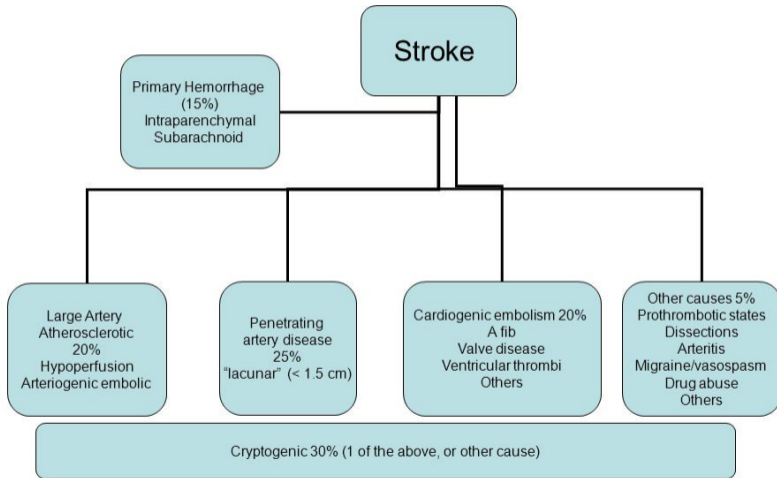 Stroke
Primary Hemorrhage
(15%)
Intraparenchymal
Subarachnoid
Large Artery
Atherosclerotic
20%
Hypoperfusion
Arteriogenic embolic
Penetrating
artery disease
25%
"lacunar" (< 1.5 cm)
Cardiogenic embolism 20%
A fib
Valve disease
Ventricular thrombi
Others
Other causes 5%
Prothrombotic states
Dissections
Arteritis
Migraine/vasospasm
Drug abuse
Others
Cryptogenic 30% (1 of the above, or other cause)